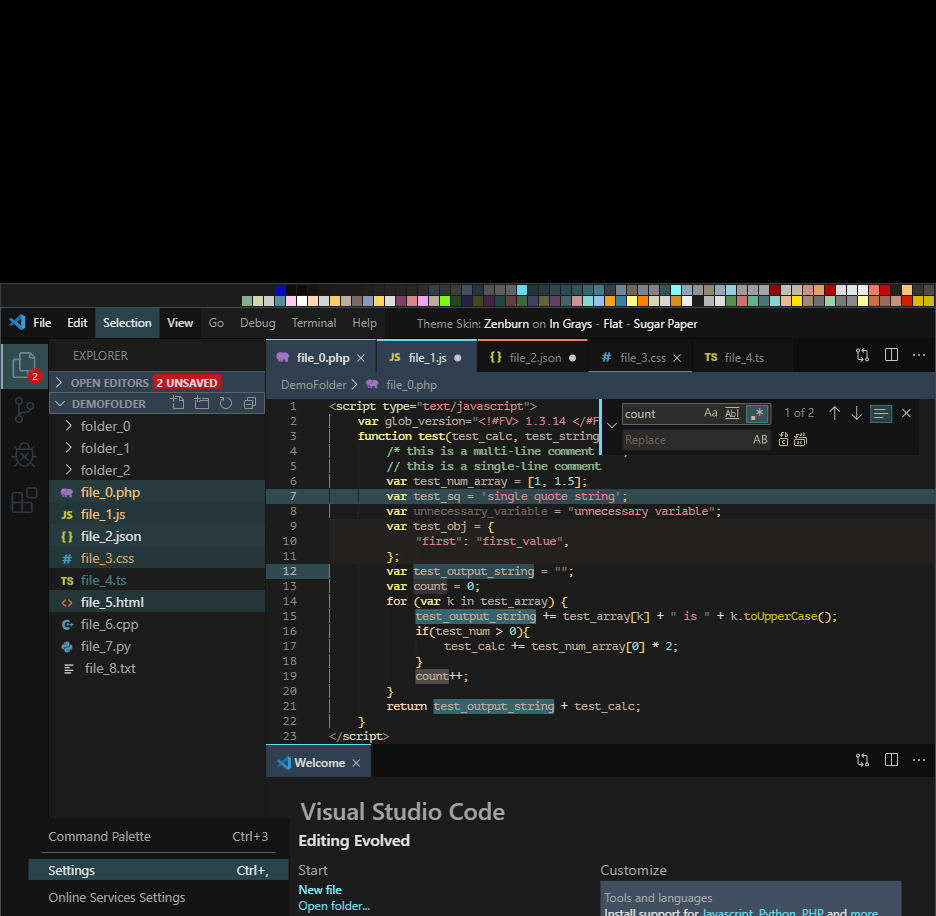 File Edit Selection View Go Debug Terminal Help Theme Skin: Zenburn on In Grays - Flat - Sugar Paper
EXPLORER
OPEN EDITORS 2 UNSAVED
DEMOFOLDER
folder_0
folder_1
folder_2
file_0.php
JS file_1.js
{} file_2.json
# file_3.css
TS file_4.ts
<> file_5.html
file_6.cpp
file_7.py
file_8.txt
2
file_0.php × JS file_1.js ● {} file_2.json ● # file_3.css × TS file_4.ts
DemoFolder > file_0.php
count Aa Abl .* 1 of 2
Replace AB
1 <script type="text/javascript">
2 var glob_version="<!#FV> 1.3.14 </#F
3 function test(test_calc, test_string
4 /* this is a multi-line comment
5 // this is a single-line comment
6 var test_num_array = [1, 1.5];
7 var test_sq = 'single quote string';
8 var unnecessary_variable = "unnecessary variable";
9 var test_obj = {
10 "first": "first_value",
11 };
12 var test_output_string = "";
13 var count = 0;
14 for (var k in test_array) {
15 test_output_string += test_array[k] + " is " + k.toUpperCase();
16 if(test_num > 0){
17 test_calc += test_num_array[0] * 2;
18 }
19 count++;
20 }
21 return test_output_string + test_calc;
22 }
23 </script>
Welcome ×
Visual Studio Code
Editing Evolved
Start
New file
Open folder...
Customize
Tools and languages
Install support for Javascript, Python, PHP and more
Command Palette Ctrl+3
Settings Ctrl+,
Online Services Settings